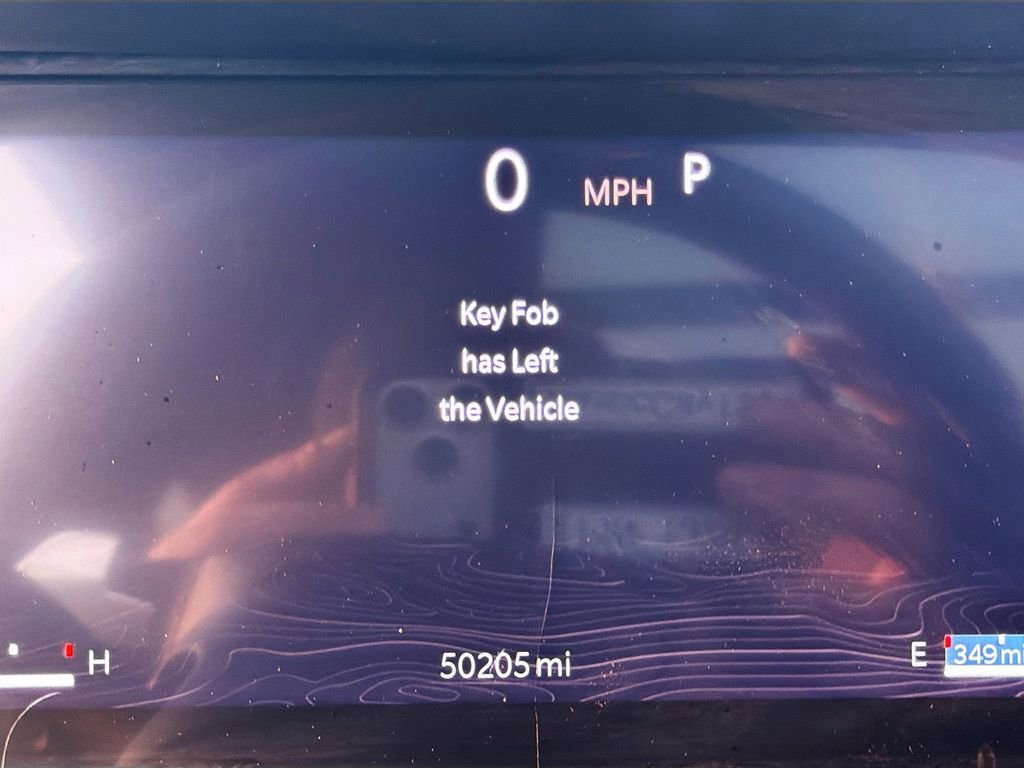 0 MPH P
Key Fob
has Left
the Vehicle
H 50205 mi E 349 mi